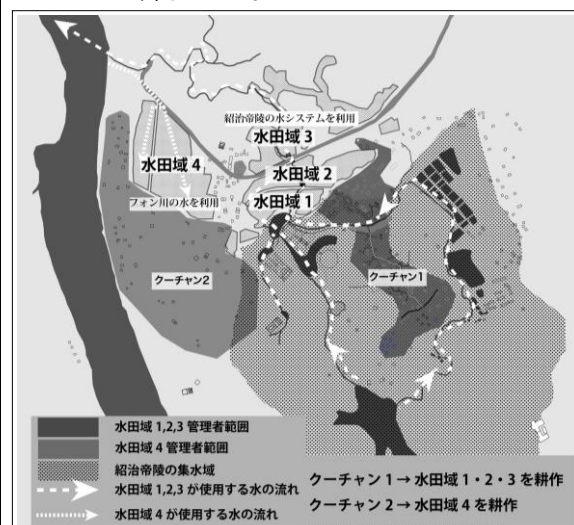 紹治帝陵の水システムを利用
水田域 3
水田域 4
水田域 2
フォン川の水を利用
水田域 1
クーチャン2
クーチャン1
水田域 1,2,3 管理者範囲
水田域 4 管理者範囲
紹治帝陵の集水域
水田域 1,2,3 が使用する水の流れ
水田域 4 が使用する水の流れ
クーチャン 1 → 水田域 1・2・3 を耕作
クーチャン 2 → 水田域 4 を耕作